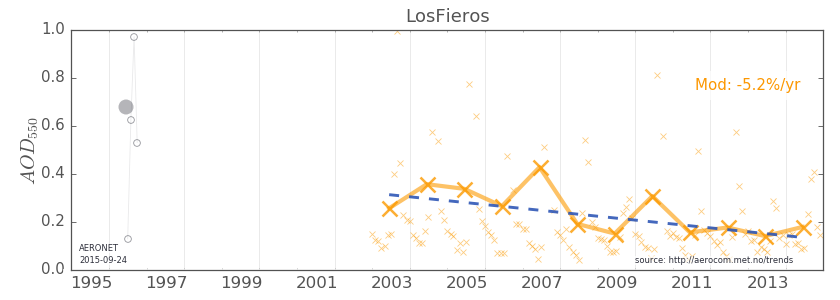 LosFieros
1.0
0.8
0.6
0.4
0.2
0.0
AOD550
Mod: -5.2%/yr
AERONET
2015-09-24
source: http://aerocom.met.no/trends
1995 1997 1999 2001 2003 2005 2007 2009 2011 2013